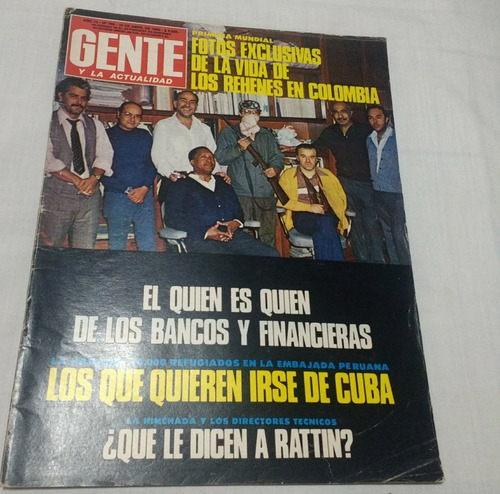 GENTE
Y LA ACTUALIDAD
PRIMICIA MUNDIAL
FOTOS EXCLUSIVAS
DE LA VIDA DE
LOS REHENES EN COLOMBIA
EL QUIEN ES QUIEN
DE LOS BANCOS Y FINANCIERAS
REFUGIADOS EN LA EMBAJADA PERUANA
LOS QUE QUIEREN IRSE DE CUBA
LA HINCHADA Y LOS DIRECTORES TECNICOS
¿QUE LE DICEN A RATTIN?